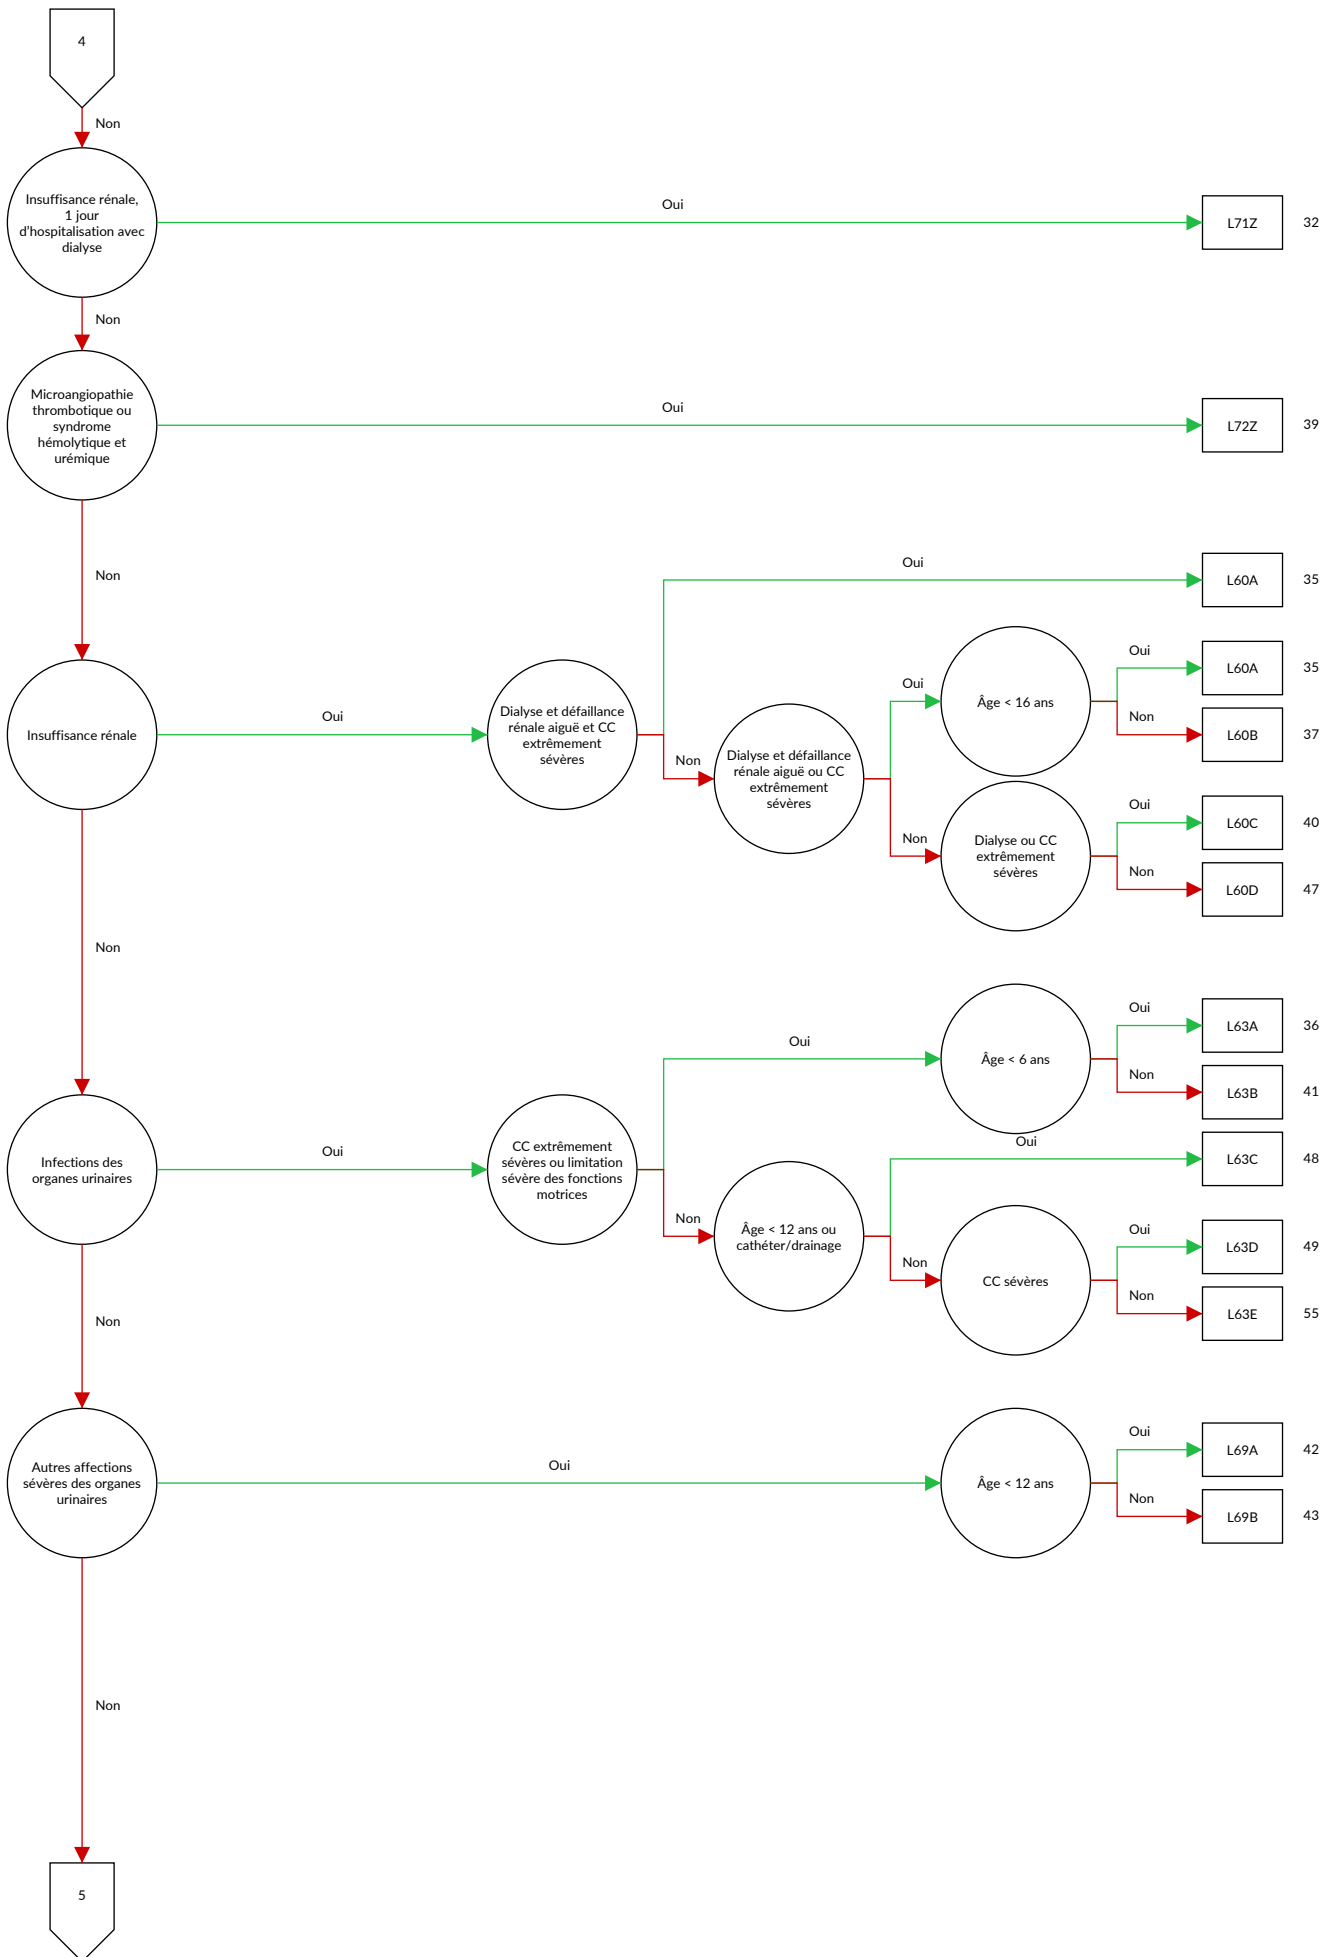 4
Non
Insuffisance rénale,
1 jour
d'hospitalisation avec
dialyse
Oui
L71Z
32
Non
Microangiopathie
thrombotique ou
syndrome
hémolytique et
urémique
Oui
L72Z
39
Non
Insuffisance rénale
Oui
Dialyse et défaillance
rénale aiguë et CC
extrêmement
sévères
Oui
L60A
35
Non
Dialyse et défaillance
rénale aiguë ou CC
extrêmement
sévères
Oui
Âge < 16 ans
Oui
L60A
35
Non
L60B
37
Non
Dialyse ou CC
extrêmement
sévères
Oui
L60C
40
Non
L60D
47
Non
Infections des
organes urinaires
Oui
CC extrêmement
sévères ou limitation
sévère des fonctions
motrices
Oui
Âge < 6 ans
Oui
L63A
36
Non
L63B
41
Non
Âge < 12 ans ou
cathéter/drainage
Oui
L63C
48
Non
CC sévères
Oui
L63D
49
Non
L63E
55
Non
Autres affections
sévères des organes
urinaires
Oui
Âge < 12 ans
Oui
L69A
42
Non
L69B
43
Non
5